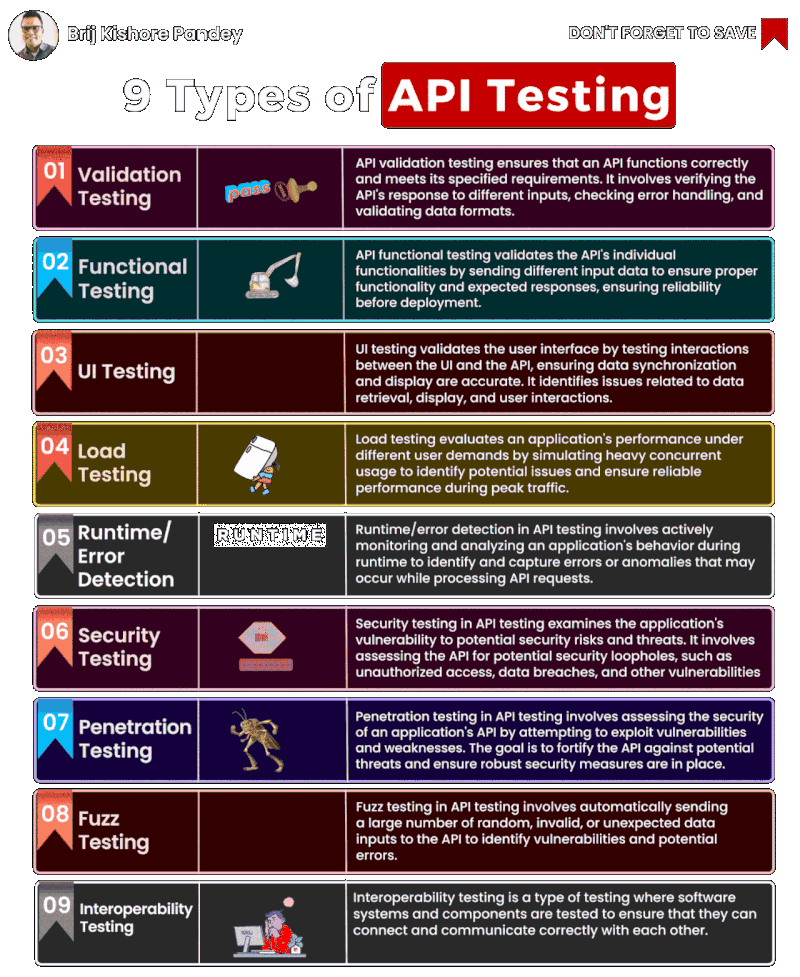 Brij Kishore Pandey
DON'T FORGET TO SAVE
9 Types of API Testing
01
Validation
Testing
pass
API validation testing ensures that an API functions correctly
and meets its specified requirements. It involves verifying the
API's response to different inputs, checking error handling, and
validating data formats.
02
Functional
Testing
API functional testing validates the API's individual
functionalities by sending different input data to ensure proper
functionality and expected responses, ensuring reliability
before deployment.
03
UI Testing
UI testing validates the user interface by testing interactions
between the UI and the API, ensuring data synchronization
and display are accurate. It identifies issues related to data
retrieval, display, and user interactions.
04
Load
Testing
Load testing evaluates an application's performance under
different user demands by simulating heavy concurrent
usage to identify potential issues and ensure reliable
performance during peak traffic.
05
Runtime/
Error
Detection
RUNTIME
Runtime/error detection in API testing involves actively
monitoring and analyzing an application's behavior during
runtime to identify and capture errors or anomalies that may
occur while processing API requests.
06
Security
Testing
Security testing in API testing examines the application's
vulnerability to potential security risks and threats. It involves
assessing the API for potential security loopholes, such as
unauthorized access, data breaches, and other vulnerabilities
07
Penetration
Testing
Penetration testing in API testing involves assessing the security
of an application's API by attempting to exploit vulnerabilities
and weaknesses. The goal is to fortify the API against potential
threats and ensure robust security measures are in place.
08
Fuzz
Testing
Fuzz testing in API testing involves automatically sending
a large number of random, invalid, or unexpected data
inputs to the API to identify vulnerabilities and potential
errors.
09
Interoperability
Testing
Interoperability testing is a type of testing where software
systems and components are tested to ensure that they can
connect and communicate correctly with each other.